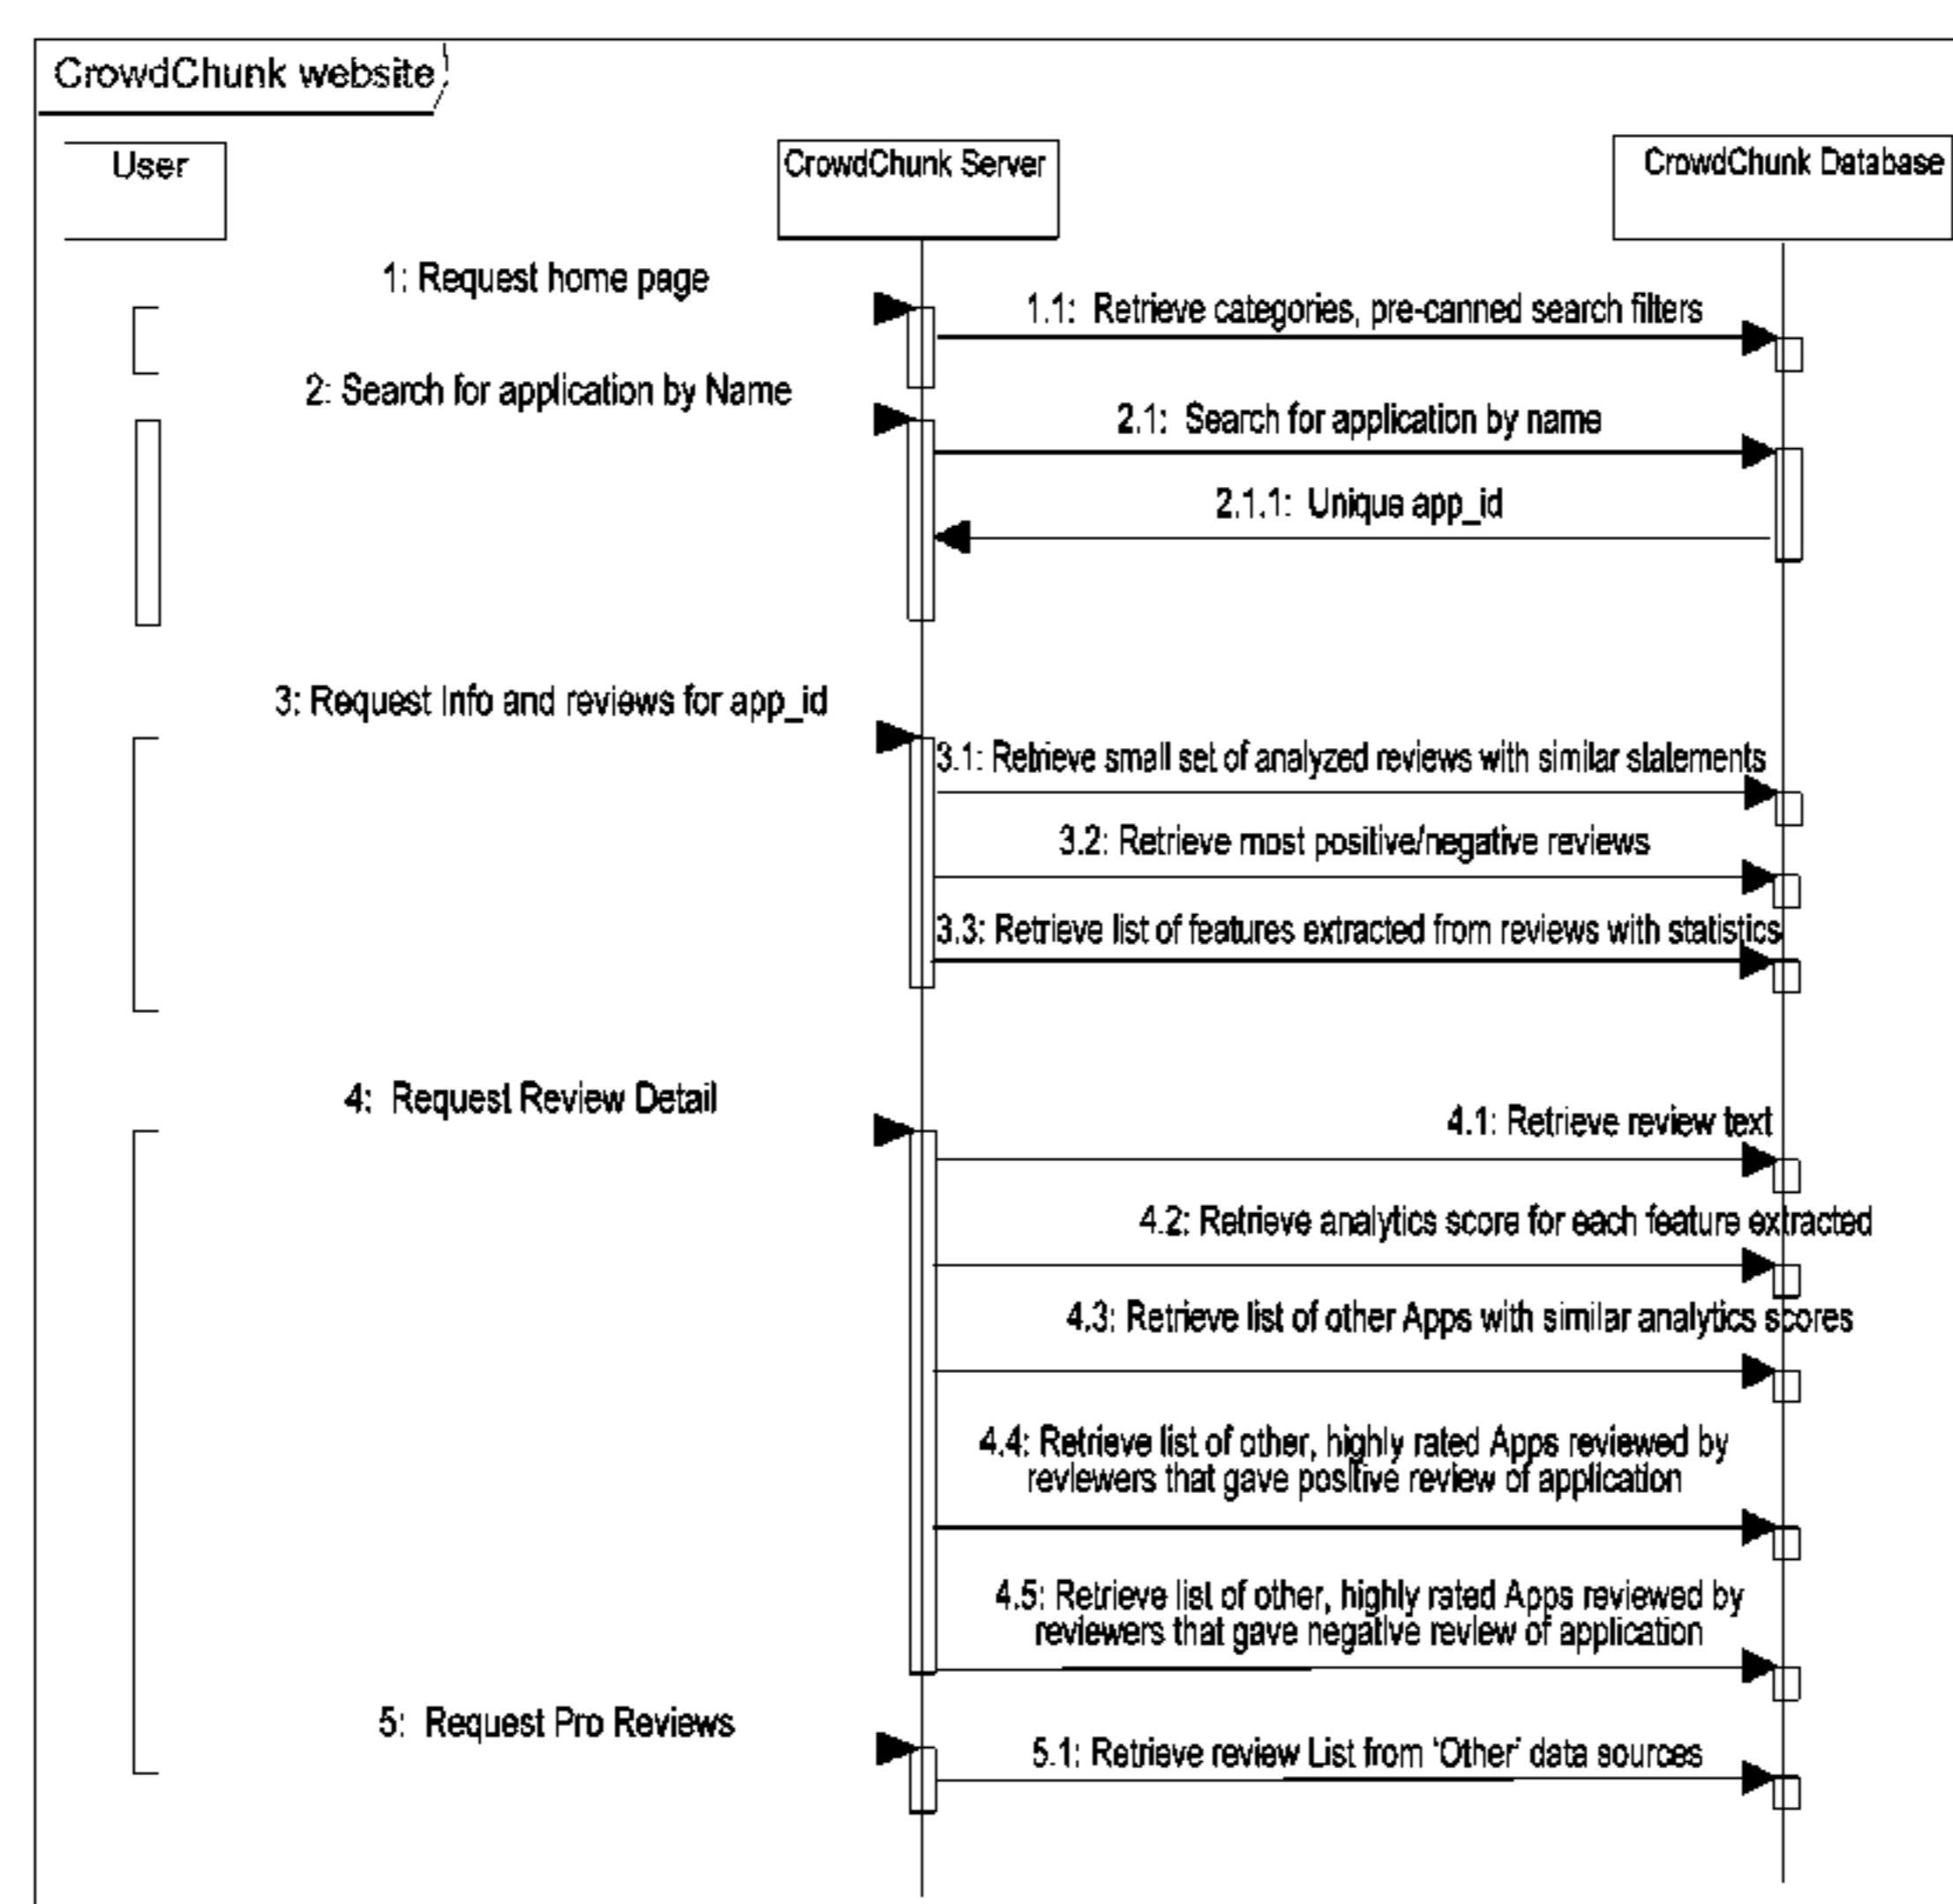 CrowdChunk website
User
CrowdChunk Server
CrowdChunk Database
1: Request home page
1.1: Retrieve categories, pre-canned search filters
2: Search for application by Name
2.1: Search for application by name
2.1.1: Unique app_id
3: Request Info and reviews for app_id
3.1: Retrieve small set of analyzed reviews with similar statements
3.2: Retrieve most positive/negative reviews
3.3: Retrieve list of features extracted from reviews with statistics
4: Request Review Detail
4.1: Retrieve review text
4.2: Retrieve analytics score for each feature extracted
4.3: Retrieve list of other Apps with similar analytics scores
4.4: Retrieve list of other, highly rated Apps reviewed by
reviewers that gave positive review of application
4.5: Retrieve list of other, highly rated Apps reviewed by
reviewers that gave negative review of application
5: Request Pro Reviews
5.1: Retrieve review List from 'Other' data sources